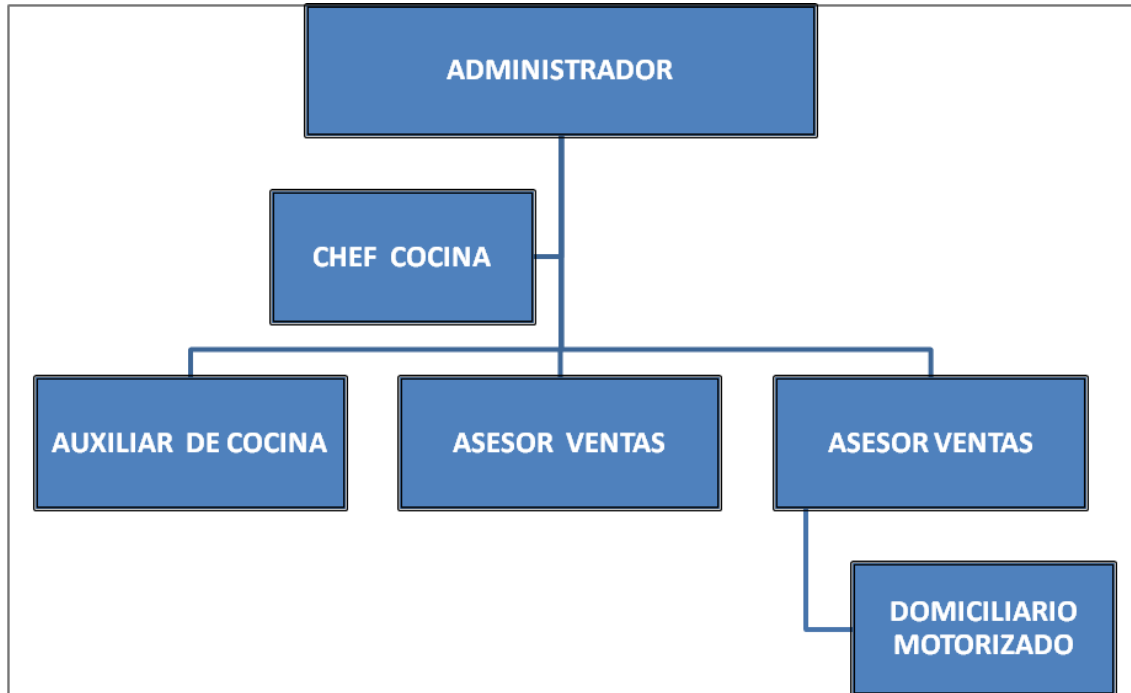 ADMINISTRADOR
CHEF COCINA
AUXILIAR DE COCINA
ASESOR VENTAS
ASESOR VENTAS
DOMICILIARIO
MOTORIZADO